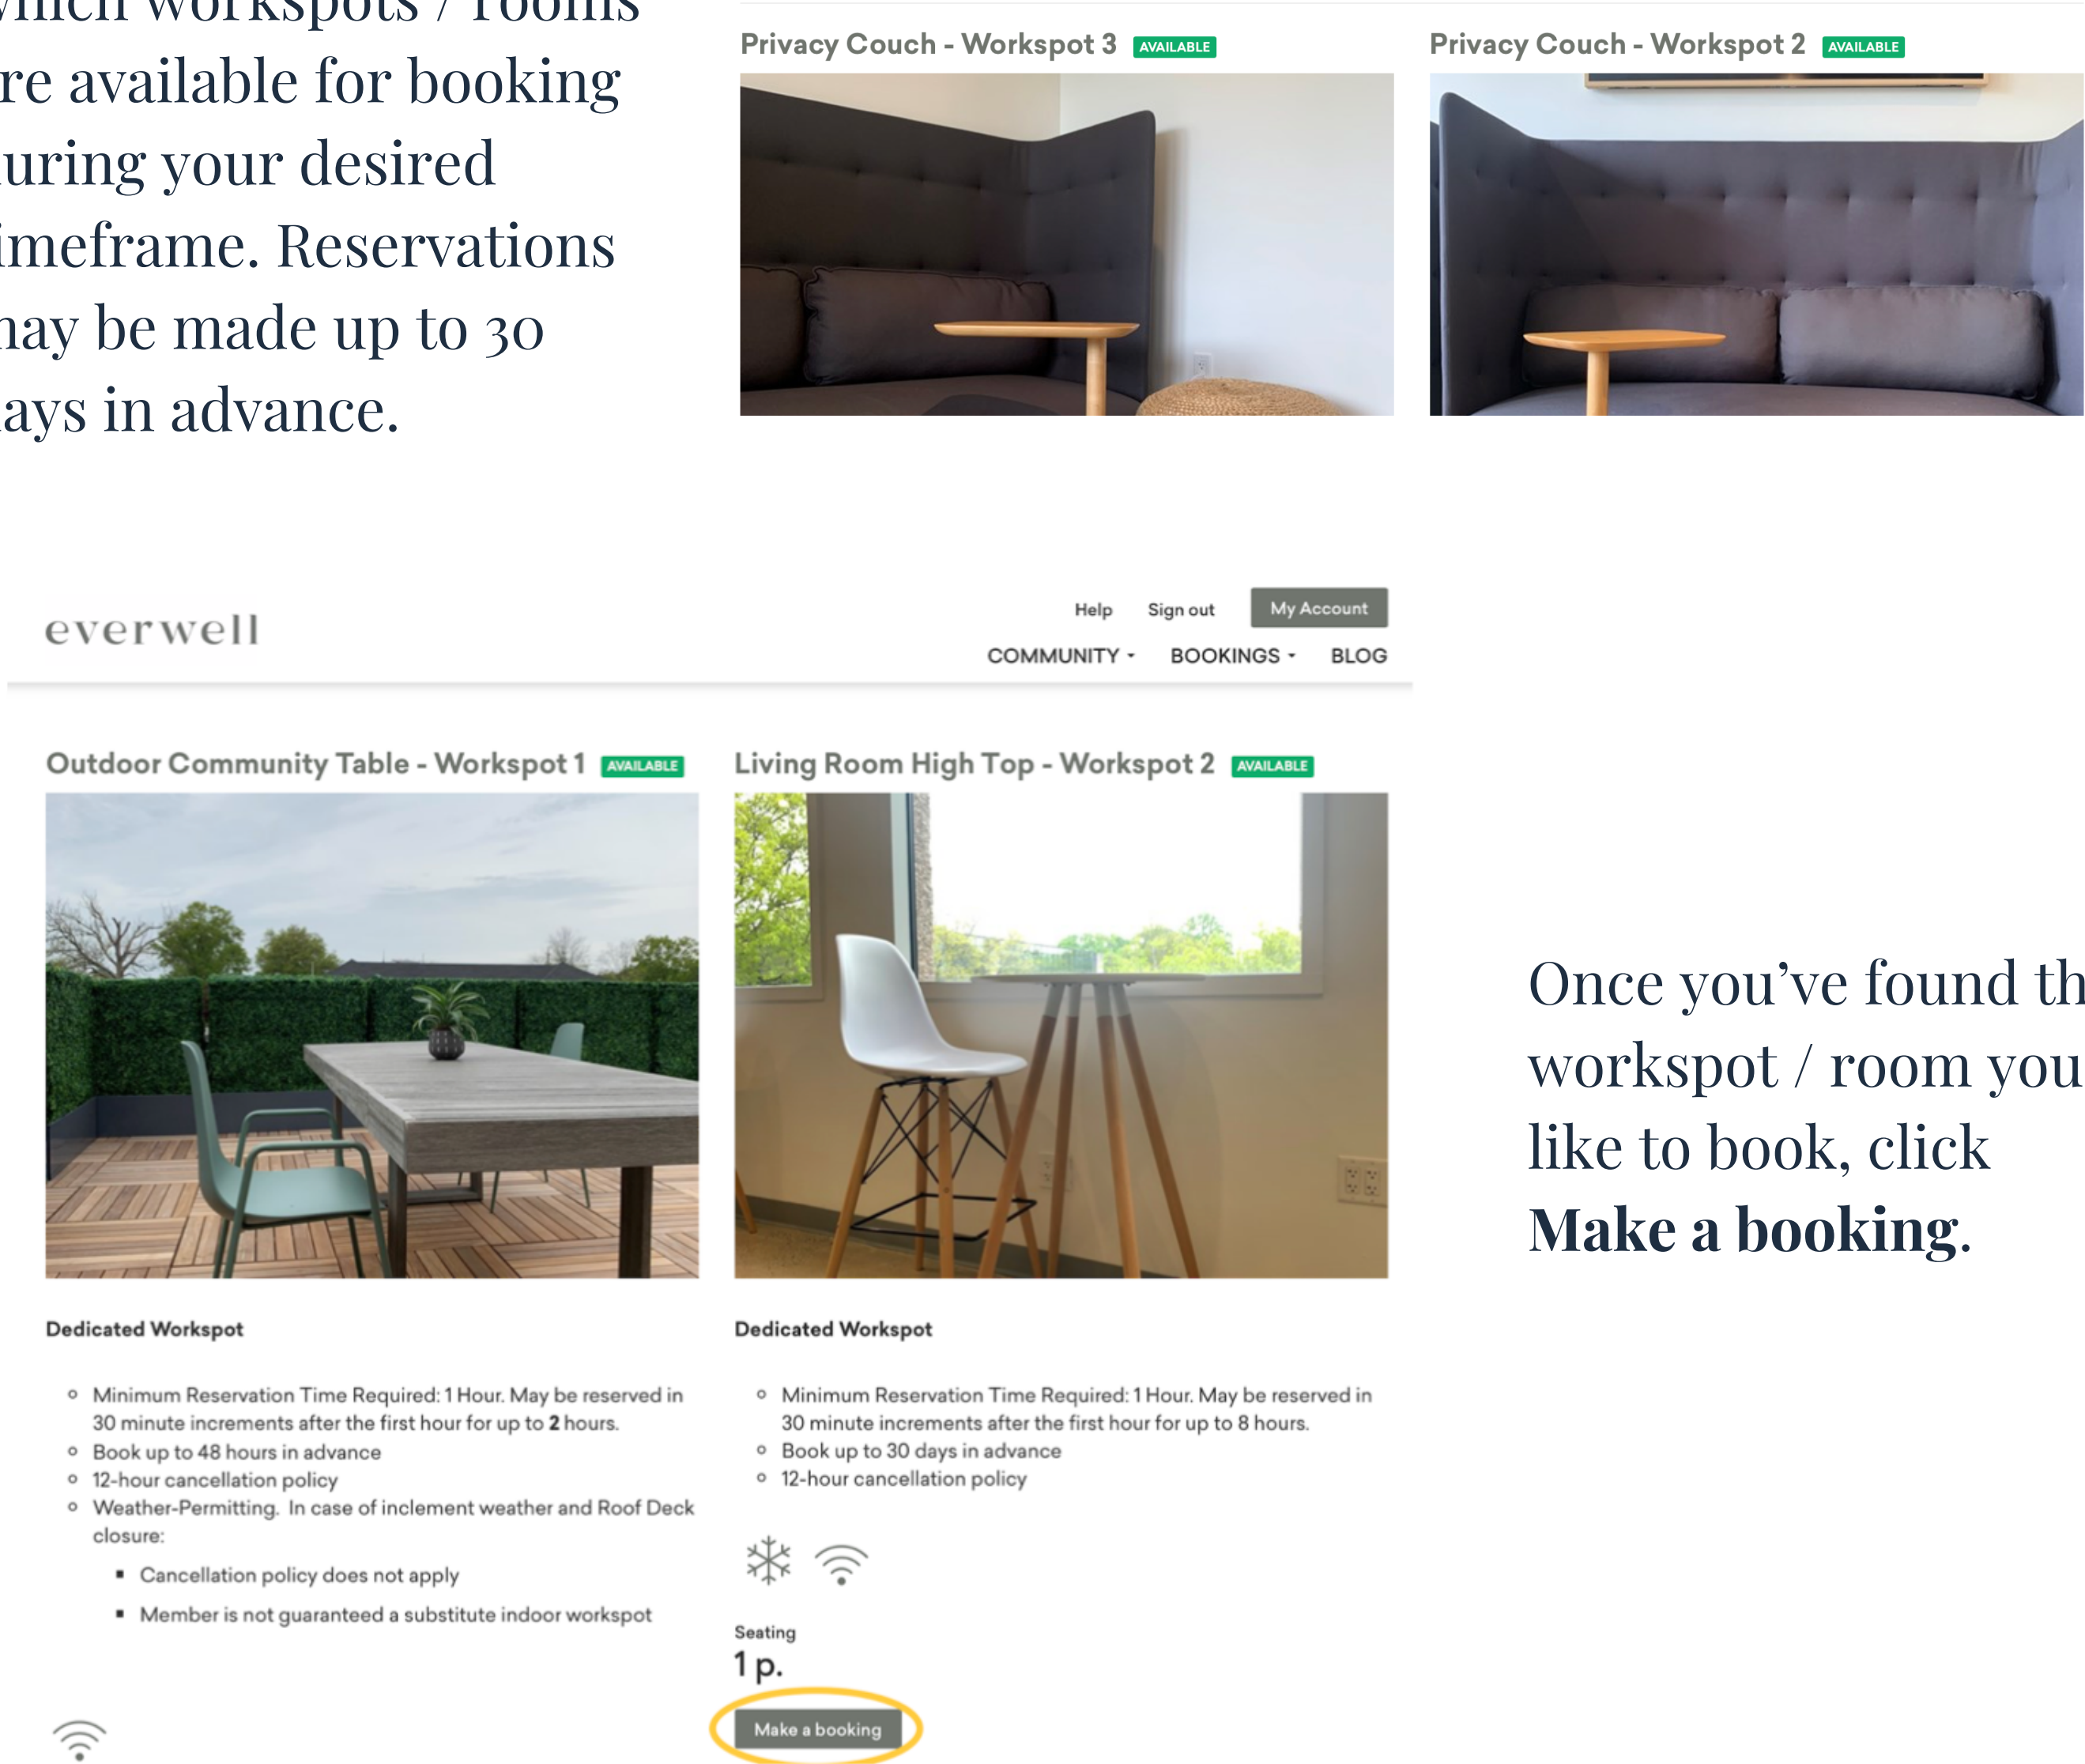 which workspots / rooms
re available for booking
uring your desired
imeframe. Reservations
may be made up to 30
ays in advance.
Privacy Couch - Workspot 3 AVAILABLE
Privacy Couch - Workspot 2 AVAILABLE
everwell
Help Sign out My Account
COMMUNITY BOOKINGS BLOG
Outdoor Community Table - Workspot 1 AVAILABLE
Dedicated Workspot
Minimum Reservation Time Required: 1 Hour. May be reserved in
30 minute increments after the first hour for up to 2 hours.
Book up to 48 hours in advance
12-hour cancellation policy
Weather-Permitting. In case of inclement weather and Roof Deck
closure:
Cancellation policy does not apply
Member is not guaranteed a substitute indoor workspot
Living Room High Top - Workspot 2 AVAILABLE
Dedicated Workspot
Minimum Reservation Time Required: 1 Hour. May be reserved in
30 minute increments after the first hour for up to 8 hours.
Book up to 30 days in advance
12-hour cancellation policy
Seating
1 p.
Make a booking
Once you've found th
workspot / room you
like to book, click
Make a booking.